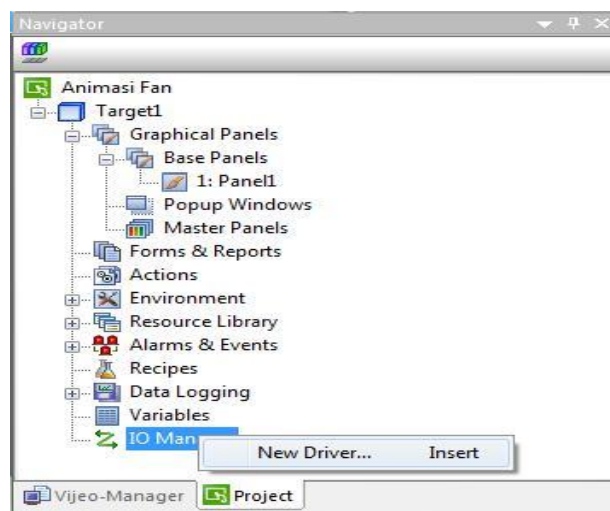 Navigator
Animasi Fan
Target1
Graphical Panels
Base Panels
1: Panel1
Popup Windows
Master Panels
Forms & Reports
Actions
Environment
Resource Library
Alarms & Events
Recipes
Data Logging
Variables
IO Man
New Driver... Insert
Vijeo-Manager Project